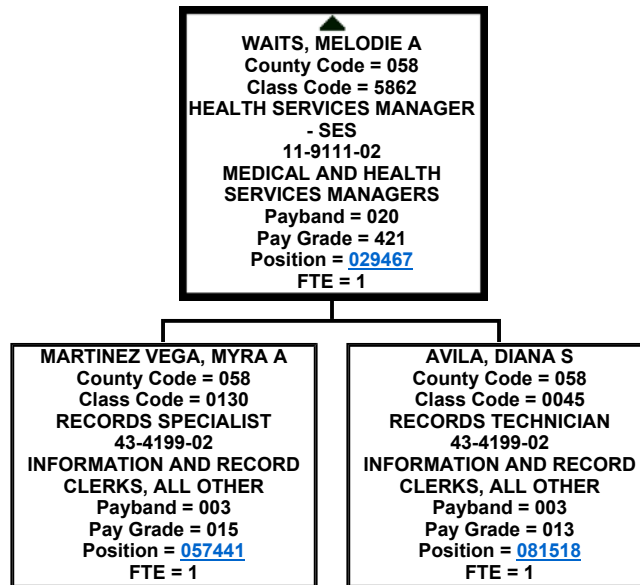 WAITS, MELODIE A
County Code = 058
Class Code = 5862
HEALTH SERVICES MANAGER
- SES
11-9111-02
MEDICAL AND HEALTH
SERVICES MANAGERS
Payband = 020
Pay Grade = 421
Position = 029467
FTE = 1
MARTINEZ VEGA, MYRA A
County Code = 058
Class Code = 0130
RECORDS SPECIALIST
43-4199-02
INFORMATION AND RECORD
CLERKS, ALL OTHER
Payband = 003
Pay Grade = 015
Position = 057441
FTE = 1
AVILA, DIANA S
County Code = 058
Class Code = 0045
RECORDS TECHNICIAN
43-4199-02
INFORMATION AND RECORD
CLERKS, ALL OTHER
Payband = 003
Pay Grade = 013
Position = 081518
FTE = 1